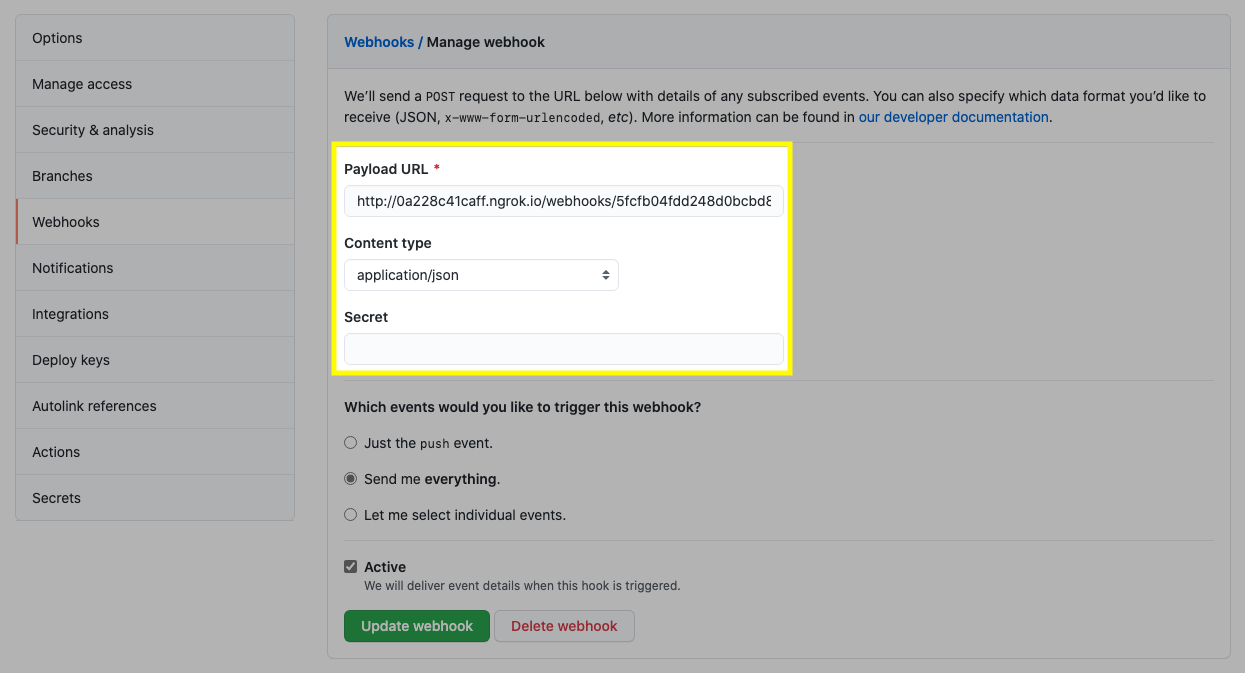 Options
Manage access
Security & analysis
Branches
Webhooks
Notifications
Integrations
Deploy keys
Autolink references
Actions
Secrets
Webhooks / Manage webhook
We’ll send a POST request to the URL below with details of any subscribed events. You can also specify which data format you’d like to
receive (JSON, x-www-form-urlencoded, etc). More information can be found in our developer documentation.
Payload URL *
http://0a228c41caff.ngrok.io/webhooks/5fcfb04fdd248d0bcbd8
Content type
application/json
Secret
Which events would you like to trigger this webhook?
Just the push event.
Send me everything.
Let me select individual events.
Active
We will deliver event details when this hook is triggered.
Update webhook
Delete webhook